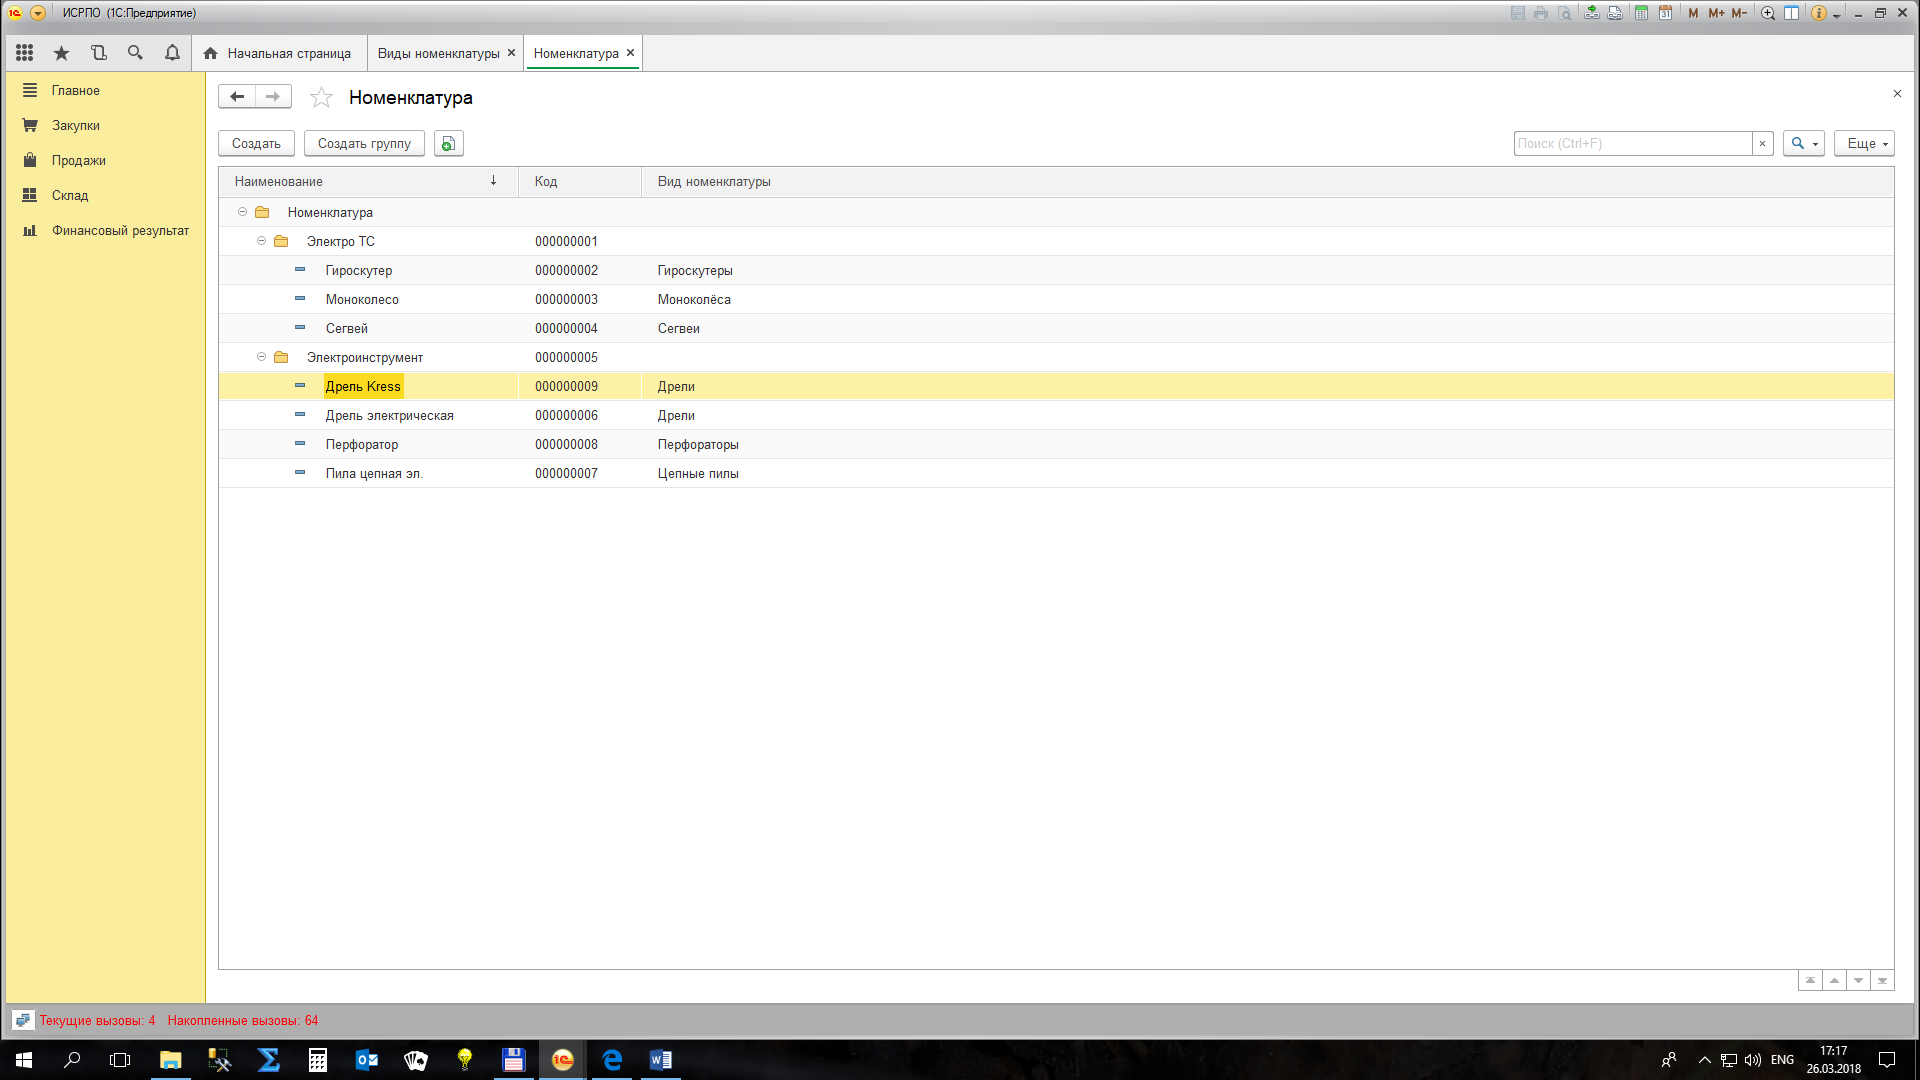 ИСРПО (1С:Предприятие)
M M+ M-
Начальная страница
Виды номенклатуры
Номенклатура
Главное
Закупки
Продажи
Склад
Финансовый результат
Номенклатура
Создать
Создать группу
Поиск (Ctrl+F)
Еще
Наименование Код Вид номенклатуры
Номенклатура
Электро ТС 000000001
Гироскутер 000000002 Гироскутеры
Моноколесо 000000003 Моноколёса
Сегвей 000000004 Сегвеи
Электроинструмент 000000005
Дрель Kress 000000009 Дрели
Дрель электрическая 000000006 Дрели
Перфоратор 000000008 Перфораторы
Пила цепная эл. 000000007 Цепные пилы
Текущие вызовы: 4 Накопленные вызовы: 64
ENG
17:17
26.03.2018